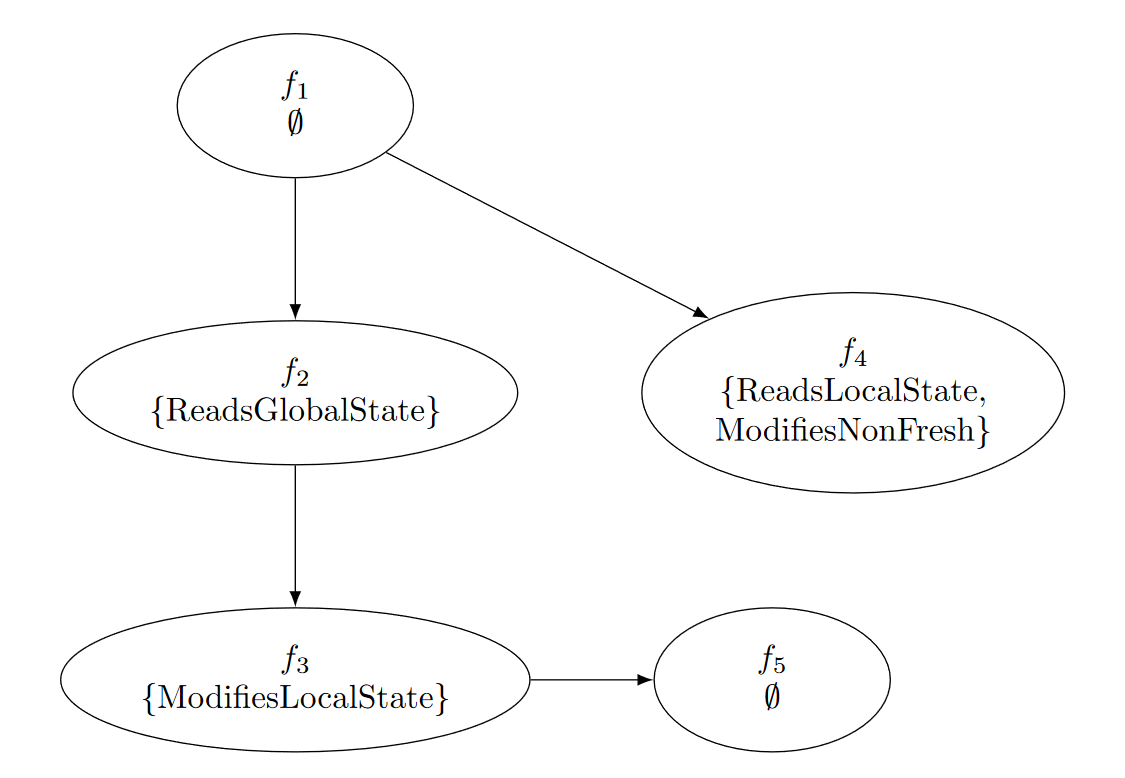 f₁
∅
f₂
{ReadsGlobalState}
f₄
{ReadsLocalState,
ModifiesNonFresh}
f₃
{ModifiesLocalState}
f₅
∅